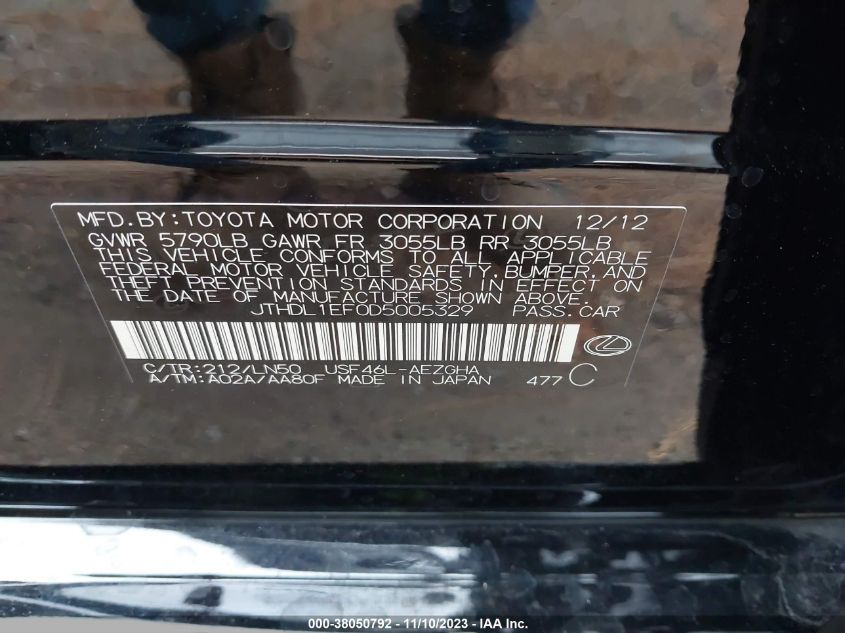 MFD.BY:TOYOTA MOTOR CORPORATION 12/12
GVWR 5790LB GAWR FR 3055LB RR 3055LB
THIS VEHICLE CONFORMS TO ALL APPLICABLE
FEDERAL MOTOR VEHICLE SAFETY,BUMPER,AND
THEFT PREVENTION STANDARDS IN EFFECT ON
THE DATE OF MANUFACTURE SHOWN ABOVE.
JTHDL1EF0D5005329 PASS.CAR
C/TR:212/LN50 USF46L-AEZGHA
A/TM:A02A/AA80F MADE IN JAPAN 477 C
000-38050792 - 11/10/2023 - © Copyright 2023 - IAA Inc.